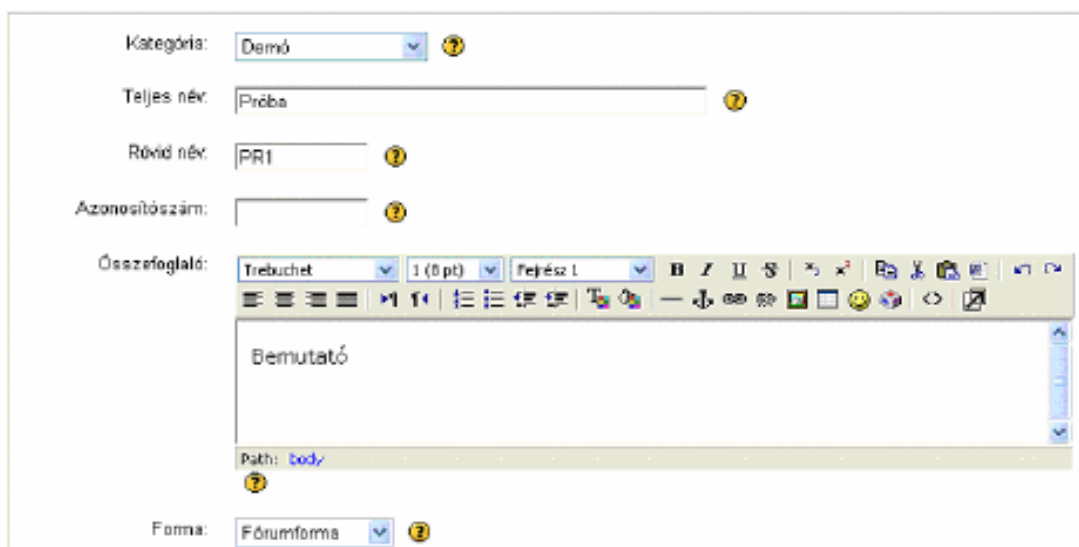 Kategória: Demó
Teljes név: Próba
Rövid név: PR1
Azonosítószám:
Összefoglaló: Trebuchet 1 (8 pt) Fejrész 1 B I U S
Bemutató
Path: body
Forma: Fórumforma